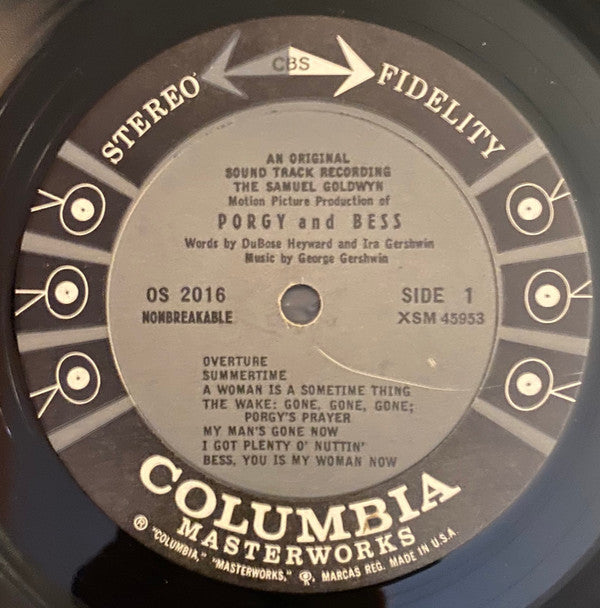 CBS
STEREO FIDELITY
AN ORIGINAL
SOUND TRACK RECORDING
THE SAMUEL GOLDWYN
Motion Picture Production of
PORGY and BESS
Words by DuBose Heyward and Ira Gershwin
Music by George Gershwin
OS 2016 SIDE 1
NONBREAKABLE XSM 45953
OVERTURE
SUMMERTIME
A WOMAN IS A SOMETIME THING
THE WAKE: GONE, GONE, GONE;
PORGY'S PRAYER
MY MAN'S GONE NOW
I GOT PLENTY O' NUTTIN'
BESS, YOU IS MY WOMAN NOW
COLUMBIA
MASTERWORKS
® "COLUMBIA," "MASTERWORKS," MARCAS REG. MADE IN U.S.A.